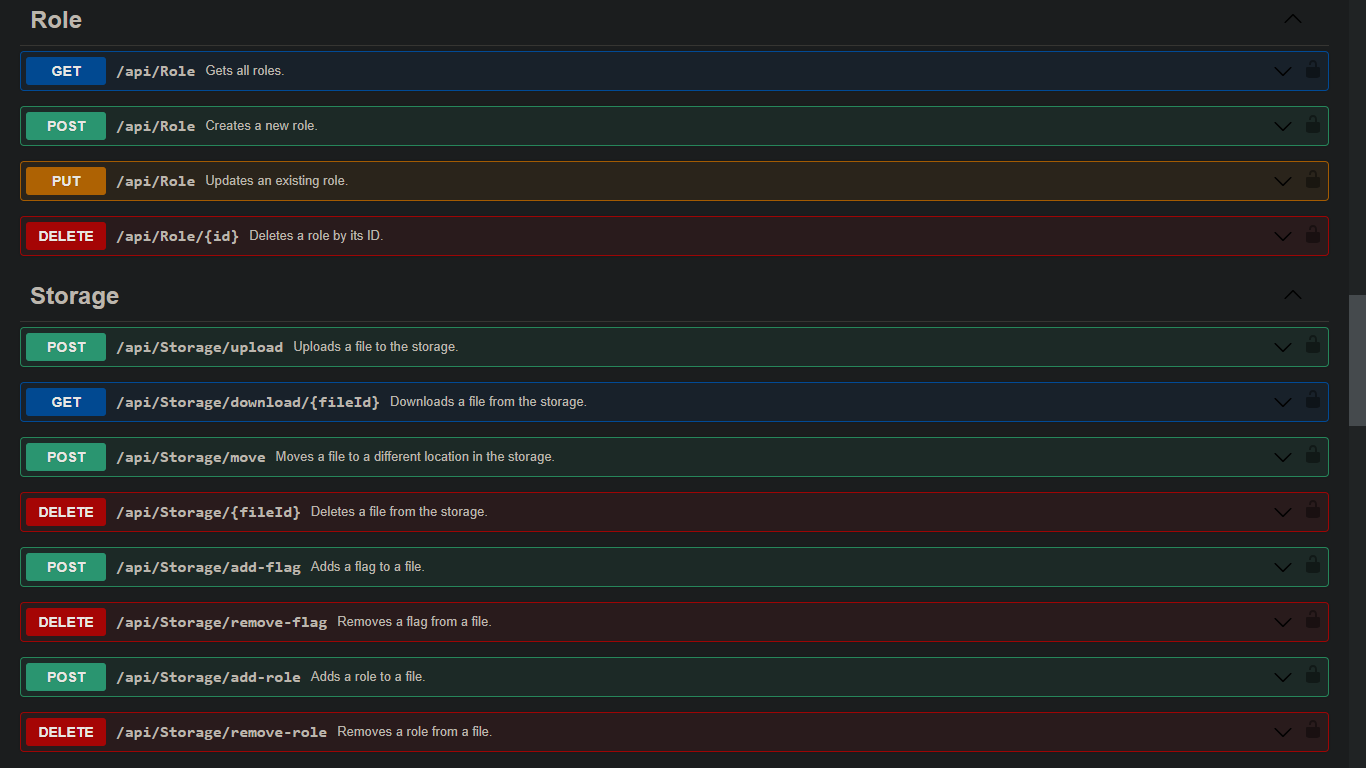 Role
GET /api/Role Gets all roles.
POST /api/Role Creates a new role.
PUT /api/Role Updates an existing role.
DELETE /api/Role/{id} Deletes a role by its ID.
Storage
POST /api/Storage/upload Uploads a file to the storage.
GET /api/Storage/download/{fileId} Downloads a file from the storage.
POST /api/Storage/move Moves a file to a different location in the storage.
DELETE /api/Storage/{fileId} Deletes a file from the storage.
POST /api/Storage/add-flag Adds a flag to a file.
DELETE /api/Storage/remove-flag Removes a flag from a file.
POST /api/Storage/add-role Adds a role to a file.
DELETE /api/Storage/remove-role Removes a role from a file.